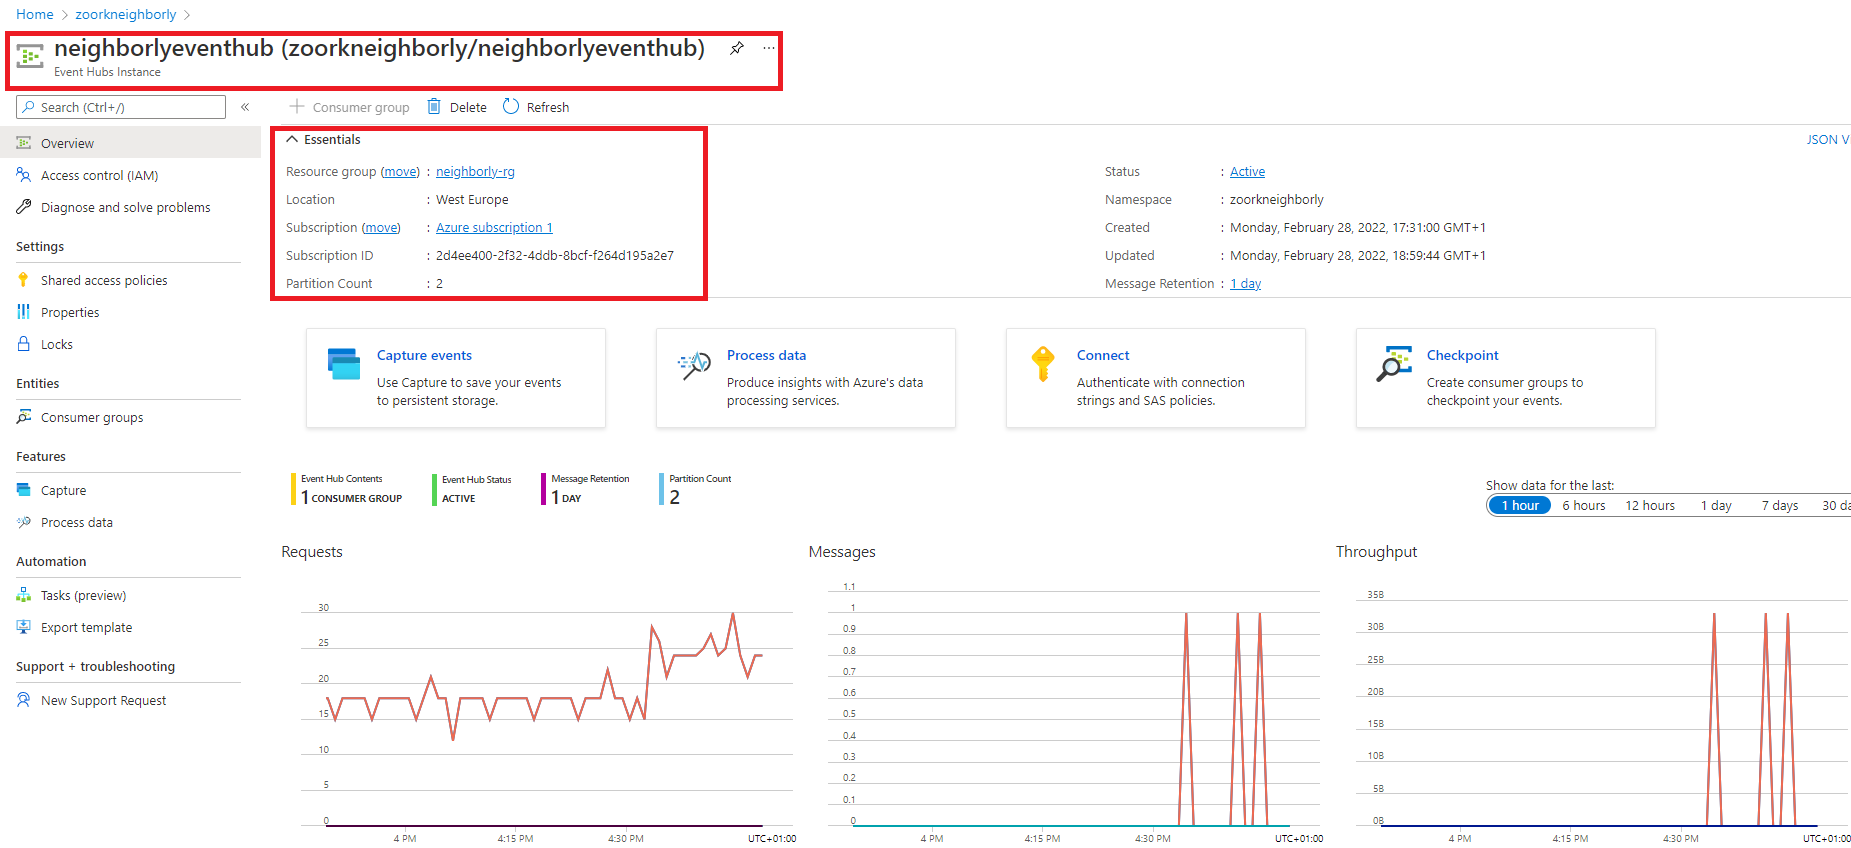 Home > zoorkneighborly >
neighborlyeventhub (zoorkneighborly/neighborlyeventhub) ...
Event Hubs Instance
Search (Ctrl+/) «
Consumer group Delete Refresh
Overview
Access control (IAM)
Diagnose and solve problems
Settings
Shared access policies
Properties
Locks
Entities
Consumer groups
Features
Capture
Process data
Automation
Tasks (preview)
Export template
Support + troubleshooting
New Support Request
Essentials
JSON V
Resource group (move) : neighborly-rg
Location : West Europe
Subscription (move) : Azure subscription 1
Subscription ID : 2d4ee400-2f32-4ddb-8bcf-f264d195a2e7
Partition Count : 2
Status : Active
Namespace : zoorkneighborly
Created : Monday, February 28, 2022, 17:31:00 GMT+1
Updated : Monday, February 28, 2022, 18:59:44 GMT+1
Message Retention : 1 day
Capture events
Use Capture to save your events
to persistent storage.
Process data
Produce insights with Azure's data
processing services.
Connect
Authenticate with connection
strings and SAS policies.
Checkpoint
Create consumer groups to
checkpoint your events.
Event Hub Contents
1 CONSUMER GROUP
Event Hub Status
ACTIVE
Message Retention
1 DAY
Partition Count
2
Show data for the last:
1 hour 6 hours 12 hours 1 day 7 days 30 da
Requests
30
25
20
15
10
5
0
4 PM 4:15 PM 4:30 PM UTC+01:00
Messages
1.1
1
0.9
0.8
0.7
0.6
0.5
0.4
0.3
0.2
0.1
0
4 PM 4:15 PM 4:30 PM UTC+01:00
Throughput
35B
30B
25B
20B
15B
10B
5B
0B
4 PM 4:15 PM 4:30 PM UTC+01:00